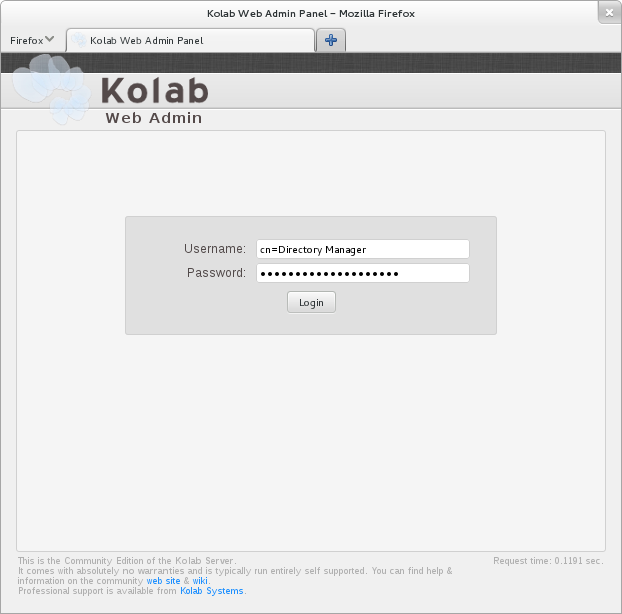 Kolab Web Admin Panel - Mozilla Firefox
Firefox
Kolab Web Admin Panel
Kolab
Web Admin
Username: cn=Directory Manager
Password: ●●●●●●●●●●●●●●●●●●●●
Login
This is the Community Edition of the Kolab Server. Request time: 0.1191 sec.
It comes with absolutely no warranties and is typically run entirely self supported. You can find help &
information on the community web site & wiki.
Professional support is available from Kolab Systems.